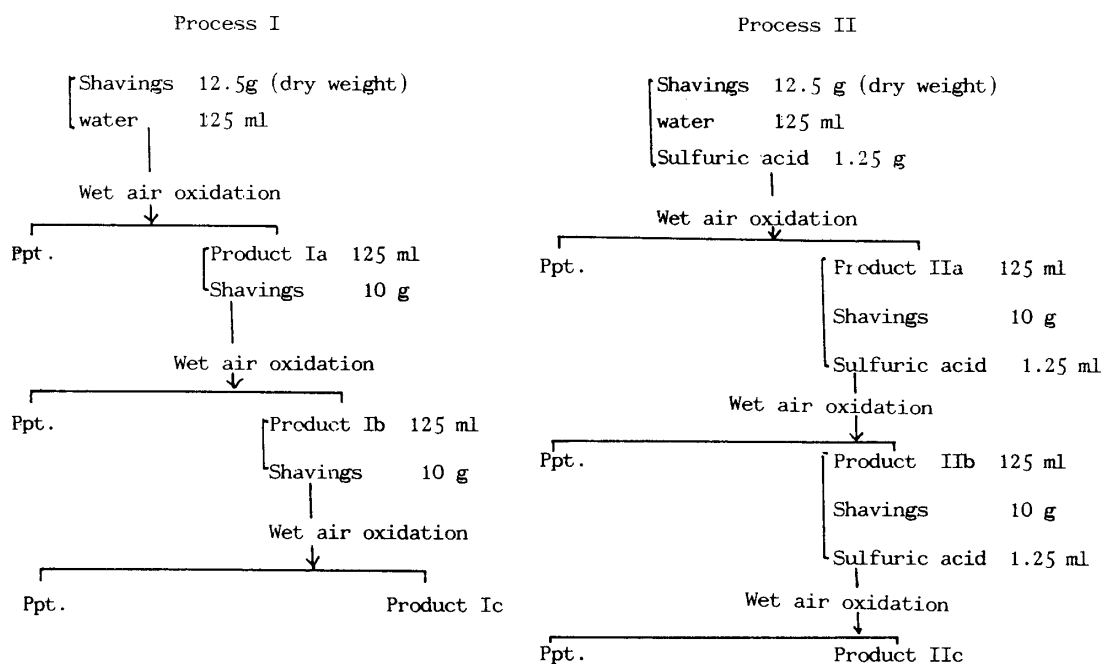 Process I
Shavings 12.5g (dry weight)
water 125 ml
Wet air oxidation
Ppt.
Product Ia 125 ml
Shavings 10 g
Wet air oxidation
Ppt.
Product Ib 125 ml
Shavings 10 g
Wet air oxidation
Ppt.
Product Ic
Process II
Shavings 12.5 g (dry weight)
water 125 ml
Sulfuric acid 1.25 g
Wet air oxidation
Ppt.
Product IIa 125 ml
Shavings 10 g
Sulfuric acid 1.25 ml
Wet air oxidation
Ppt.
Product IIb 125 ml
Shavings 10 g
Sulfuric acid 1.25 ml
Wet air oxidation
Ppt.
Product IIc